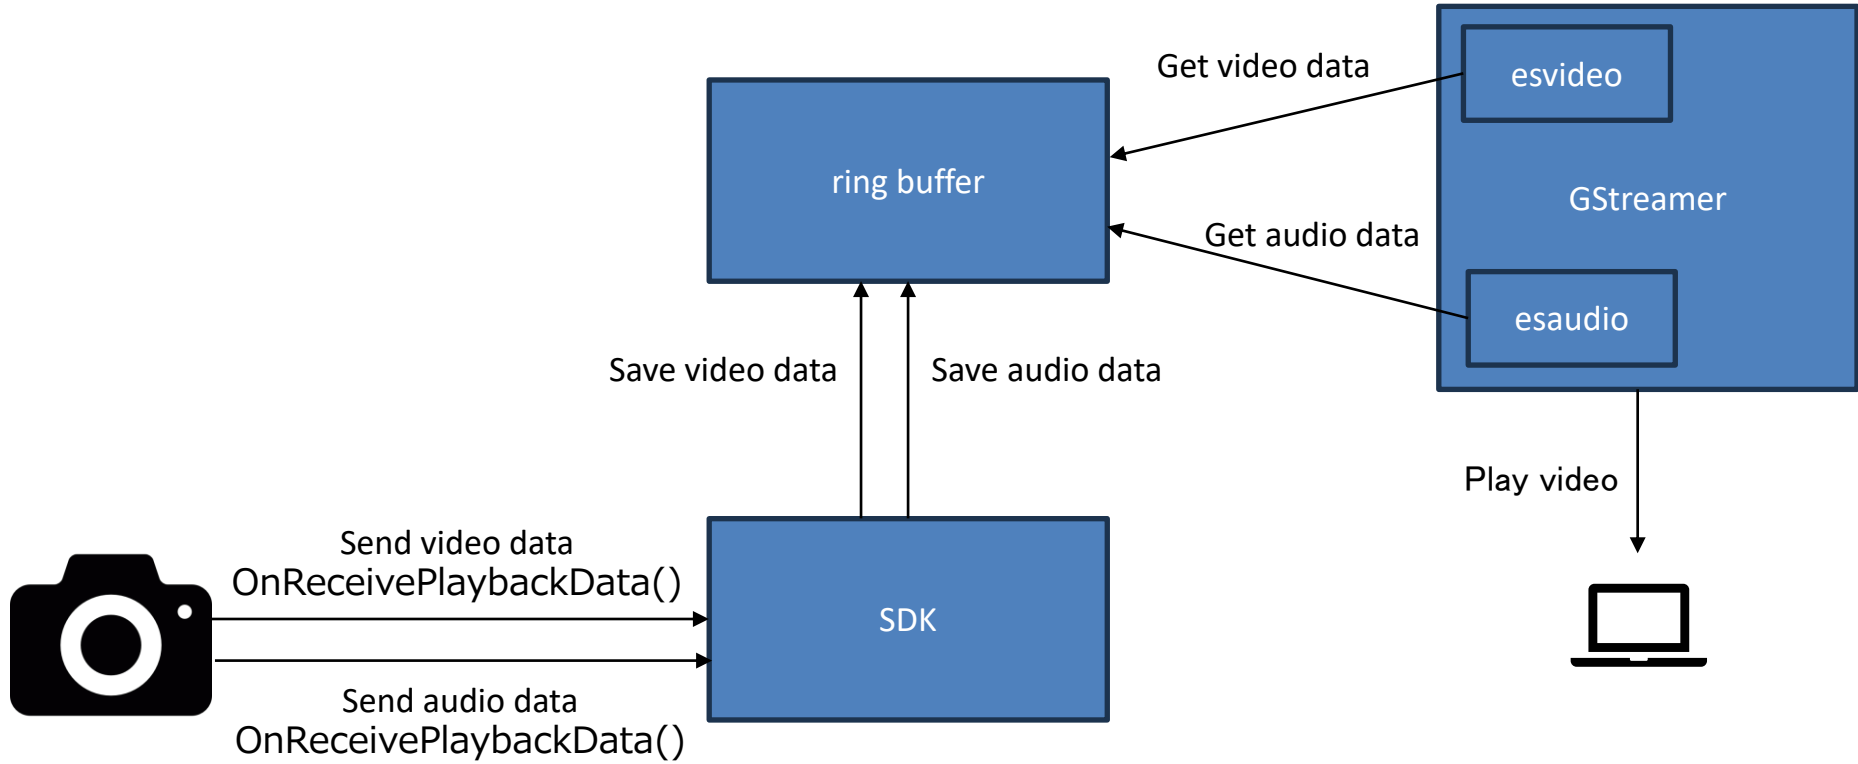 Get video data
esvideo
ring buffer
GStreamer
Get audio data
esaudio
Save video data
Save audio data
Play video
Send video data
OnReceivePlaybackData()
SDK
Send audio data
OnReceivePlaybackData()